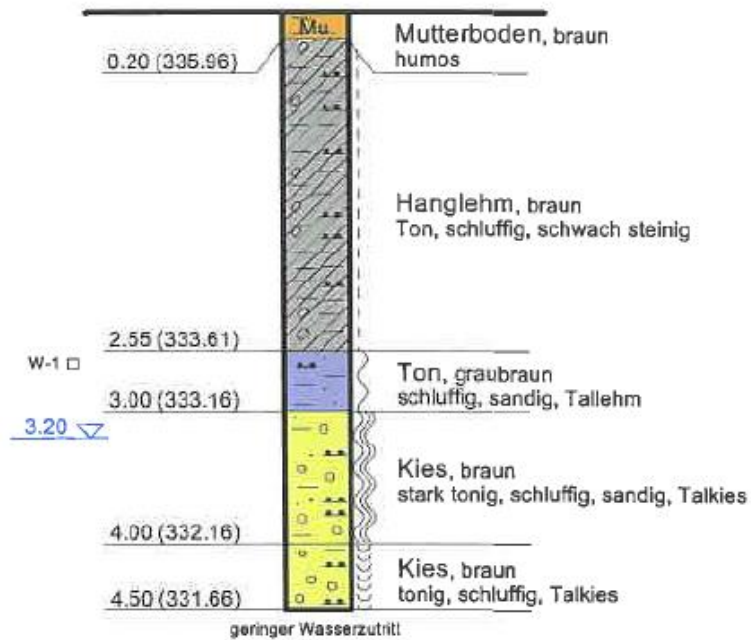 Mu
Mutterboden, braun
humos
0.20 (335.96)
Hanglehm, braun
Ton, schluffig, schwach steinig
2.55 (333.61)
W-1
Ton, graubraun
schluffig, sandig, Tallehm
3.00 (333.16)
3.20
Kies, braun
stark tonig, schluffig, sandig, Talkies
4.00 (332.16)
Kies, braun
tonig, schluffig, Talkies
4.50 (331.66)
geringer Wasserzutritt